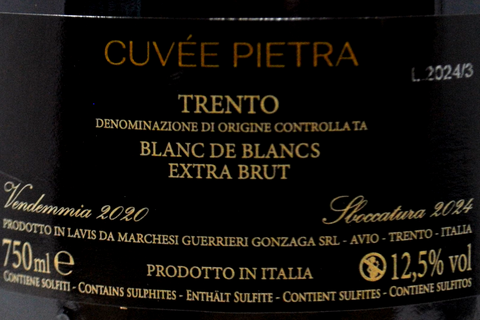 CUVÉE PIETRA
L 2024/3
TRENTO
DENOMINAZIONE DI ORIGINE CONTROLLATA
BLANC DE BLANCS
EXTRA BRUT
Vendemmia 2020
Sboccatura 2024
PRODOTTO IN LAVIS DA MARCHESI GUERRIERI GONZAGA SRL - AVIO - TRENTO - ITALIA
750ml e
PRODOTTO IN ITALIA
12,5% vol
CONTIENE SOLFITI - CONTAINS SULPHITES - ENTHÄLT SULFITE - CONTIENT SULFITES - CONTIENE SULFITOS